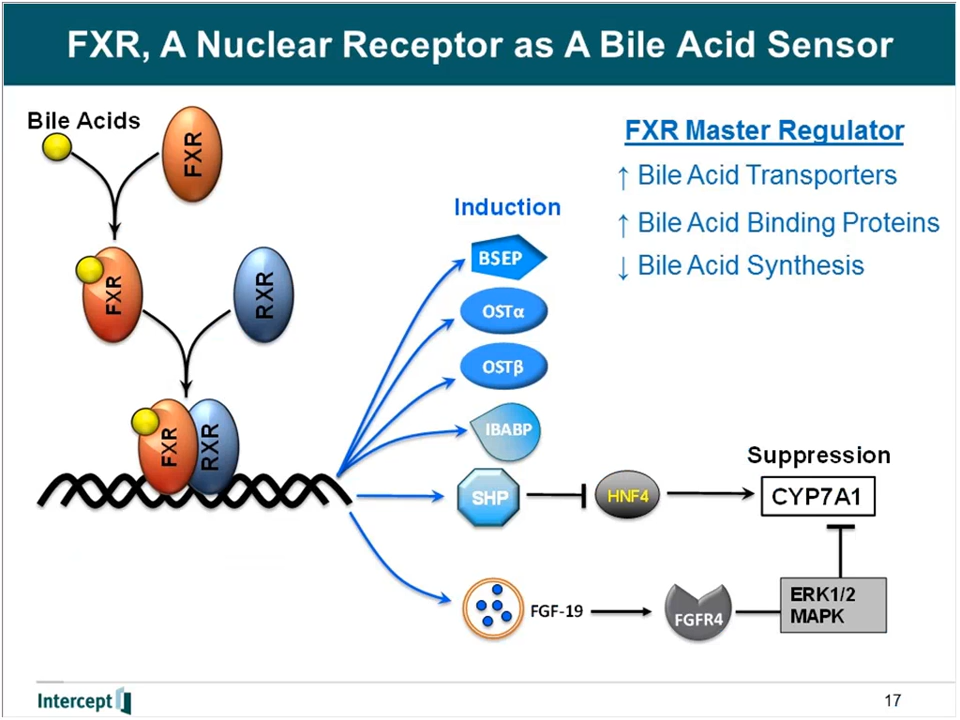 FXR, A Nuclear Receptor as A Bile Acid Sensor
Bile Acids
FXR
FXR
RXR
FXR
RXR
Induction
BSEP
OSTα
OSTβ
IBABP
SHP
HNF4
FGF-19
FGFR4
ERK1/2
MAPK
Suppression
CYP7A1
FXR Master Regulator
↑ Bile Acid Transporters
↑ Bile Acid Binding Proteins
↓ Bile Acid Synthesis
Intercept
17